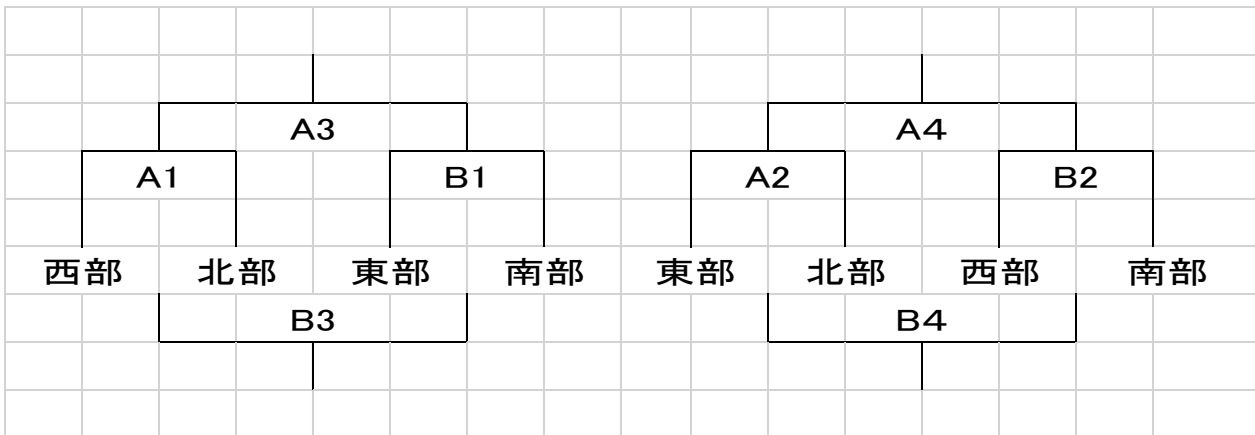 A3 A4
A1 B1 A2 B2
西部 北部 東部 南部 東部 北部 西部 南部
B3 B4